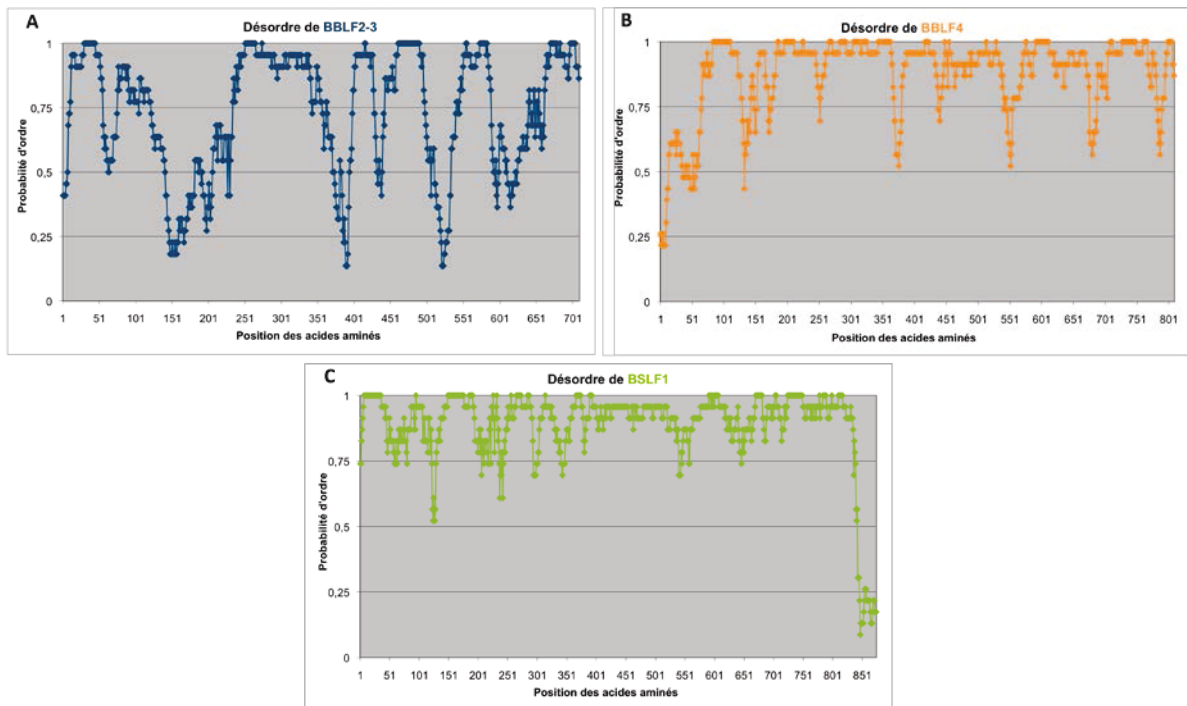 A
Désordre de BBLF2-3
Probabilité d'ordre
1
0,75
0,5
0,25
0
1 51 101 151 201 251 301 351 401 451 501 551 601 651 701
Position des acides aminés
B
Désordre de BBLF4
Probabilité d'ordre
1
0,75
0,5
0,25
0
1 51 101 151 201 251 301 351 401 451 501 551 601 651 701 751 801
Position des acides aminés
C
Désordre de BSLF1
Probabilité d'ordre
1
0,75
0,5
0,25
0
1 51 101 151 201 251 301 351 401 451 501 551 601 651 701 751 801 851
Position des acides aminés